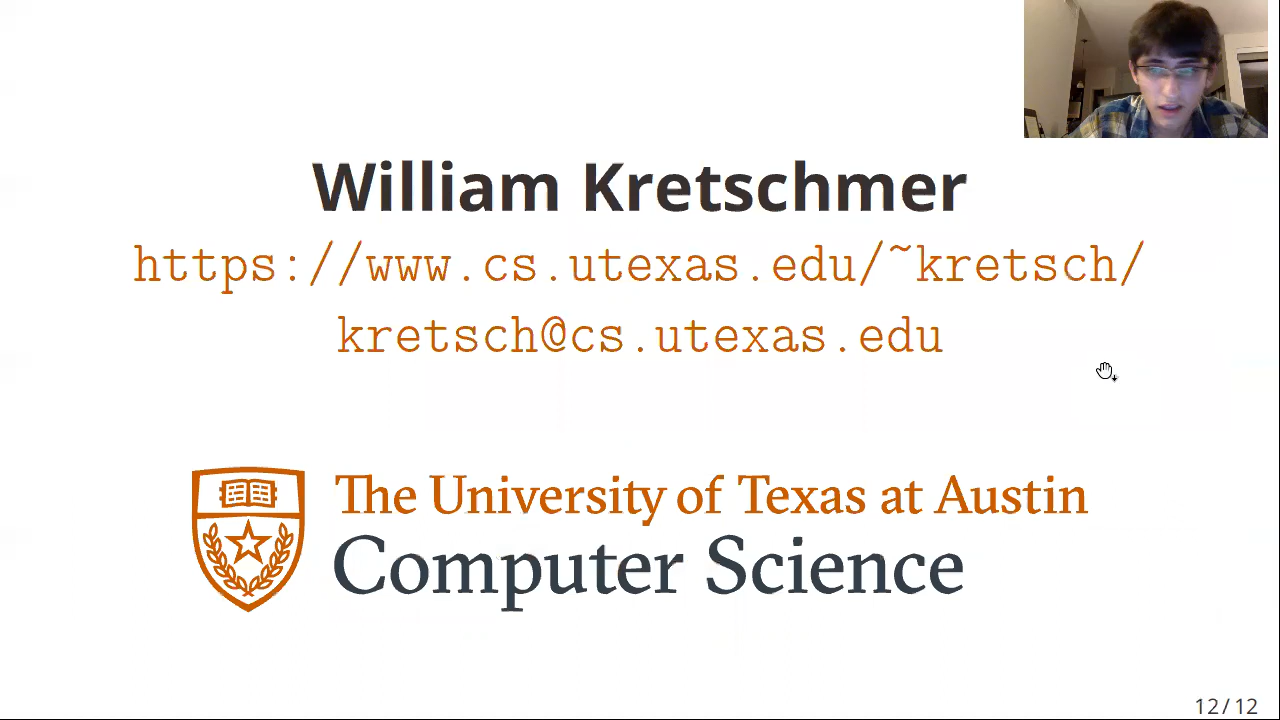 William Kretschmer
https://www.cs.utexas.edu/~kretsch/
kretsch@cs.utexas.edu
The University of Texas at Austin
Computer Science
12/12